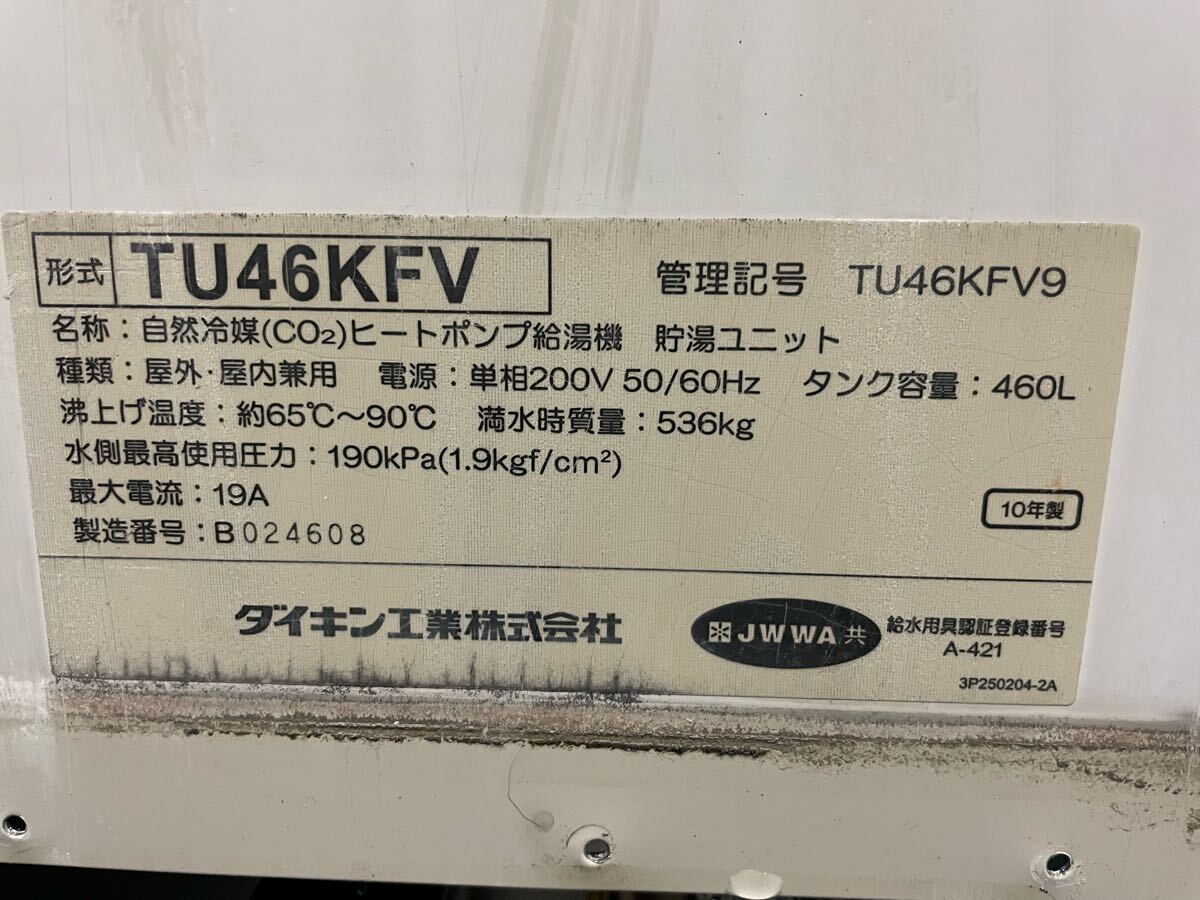 形式 TU46KFV 管理記号 TU46KFV9
名称：自然冷媒(CO₂)ヒートポンプ給湯機 貯湯ユニット
種類：屋外・屋内兼用 電源：単相200V 50/60Hz タンク容量：460L
沸上げ温度：約65℃～90℃ 満水時質量：536kg
水側最高使用圧力：190kPa(1.9kgf/cm²)
最大電流：19A
製造番号：B024608
10年製
ダイキン工業株式会社
JWWA 共
給水用具認証登録番号
A-421
3P250204-2A